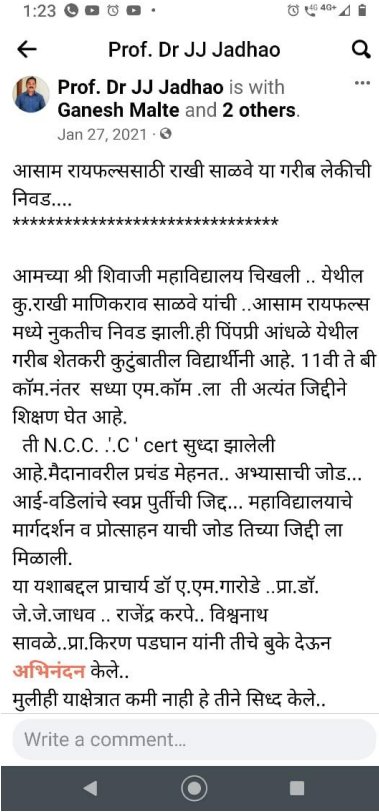 1:23
4G 4G+
Prof. Dr JJ Jadhao
Prof. Dr JJ Jadhao is with
Ganesh Malte and 2 others.
Jan 27, 2021 ·
आसाम रायफल्ससाठी राखी साळवे या गरीब लेकीची
निवड....
*******************************
आमच्या श्री शिवाजी महाविद्यालय चिखली .. येथील
कु.राखी माणिकराव साळवे यांची ..आसाम रायफल्स
मध्ये नुकतीच निवड झाली.ही पिंपप्री आंधळे येथील
गरीब शेतकरी कुटुंबातील विद्यार्थीनी आहे. 11वी ते बी
कॉम.नंतर सध्या एम.कॉम .ला ती अत्यंत जिद्दीने
शिक्षण घेत आहे.
ती N.C.C. .'.C ' cert सुध्दा झालेली
आहे.मैदानावरील प्रचंड मेहनत.. अभ्यासाची जोड...
आई-वडिलांचे स्वप्न पुर्तीची जिद्द... महाविद्यालयाचे
मार्गदर्शन व प्रोत्साहन याची जोड तिच्या जिद्दी ला
मिळाली.
या यशाबद्दल प्राचार्य डॉ ए.एम.गारोडे ..प्रा.डॉ.
जे.जे.जाधव .. राजेंद्र करपे.. विश्वनाथ
सावळे..प्रा.किरण पडघान यांनी तीचे बुके देऊन
अभिनंदन केले..
मुलीही याक्षेत्रात कमी नाही हे तीने सिध्द केले..
Write a comment...